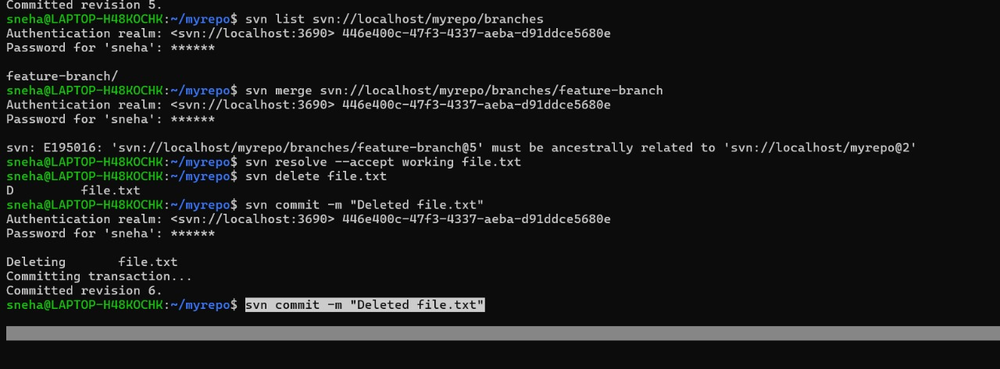 Committed revision 5.
sneha@LAPTOP-H48KOCHK:~/myrepo$ svn list svn://localhost/myrepo/branches
Authentication realm: <svn://localhost:3690> 446e400c-47f3-4337-aeba-d91ddce5680e
Password for 'sneha': ******
feature-branch/
sneha@LAPTOP-H48KOCHK:~/myrepo$ svn merge svn://localhost/myrepo/branches/feature-branch
Authentication realm: <svn://localhost:3690> 446e400c-47f3-4337-aeba-d91ddce5680e
Password for 'sneha': ******
svn: E195016: 'svn://localhost/myrepo/branches/feature-branch@5' must be ancestrally related to 'svn://localhost/myrepo@2'
sneha@LAPTOP-H48KOCHK:~/myrepo$ svn resolve --accept working file.txt
sneha@LAPTOP-H48KOCHK:~/myrepo$ svn delete file.txt
D         file.txt
sneha@LAPTOP-H48KOCHK:~/myrepo$ svn commit -m "Deleted file.txt"
Authentication realm: <svn://localhost:3690> 446e400c-47f3-4337-aeba-d91ddce5680e
Password for 'sneha': ******
Deleting       file.txt
Committing transaction...
Committed revision 6.
sneha@LAPTOP-H48KOCHK:~/myrepo$ svn commit -m "Deleted file.txt"